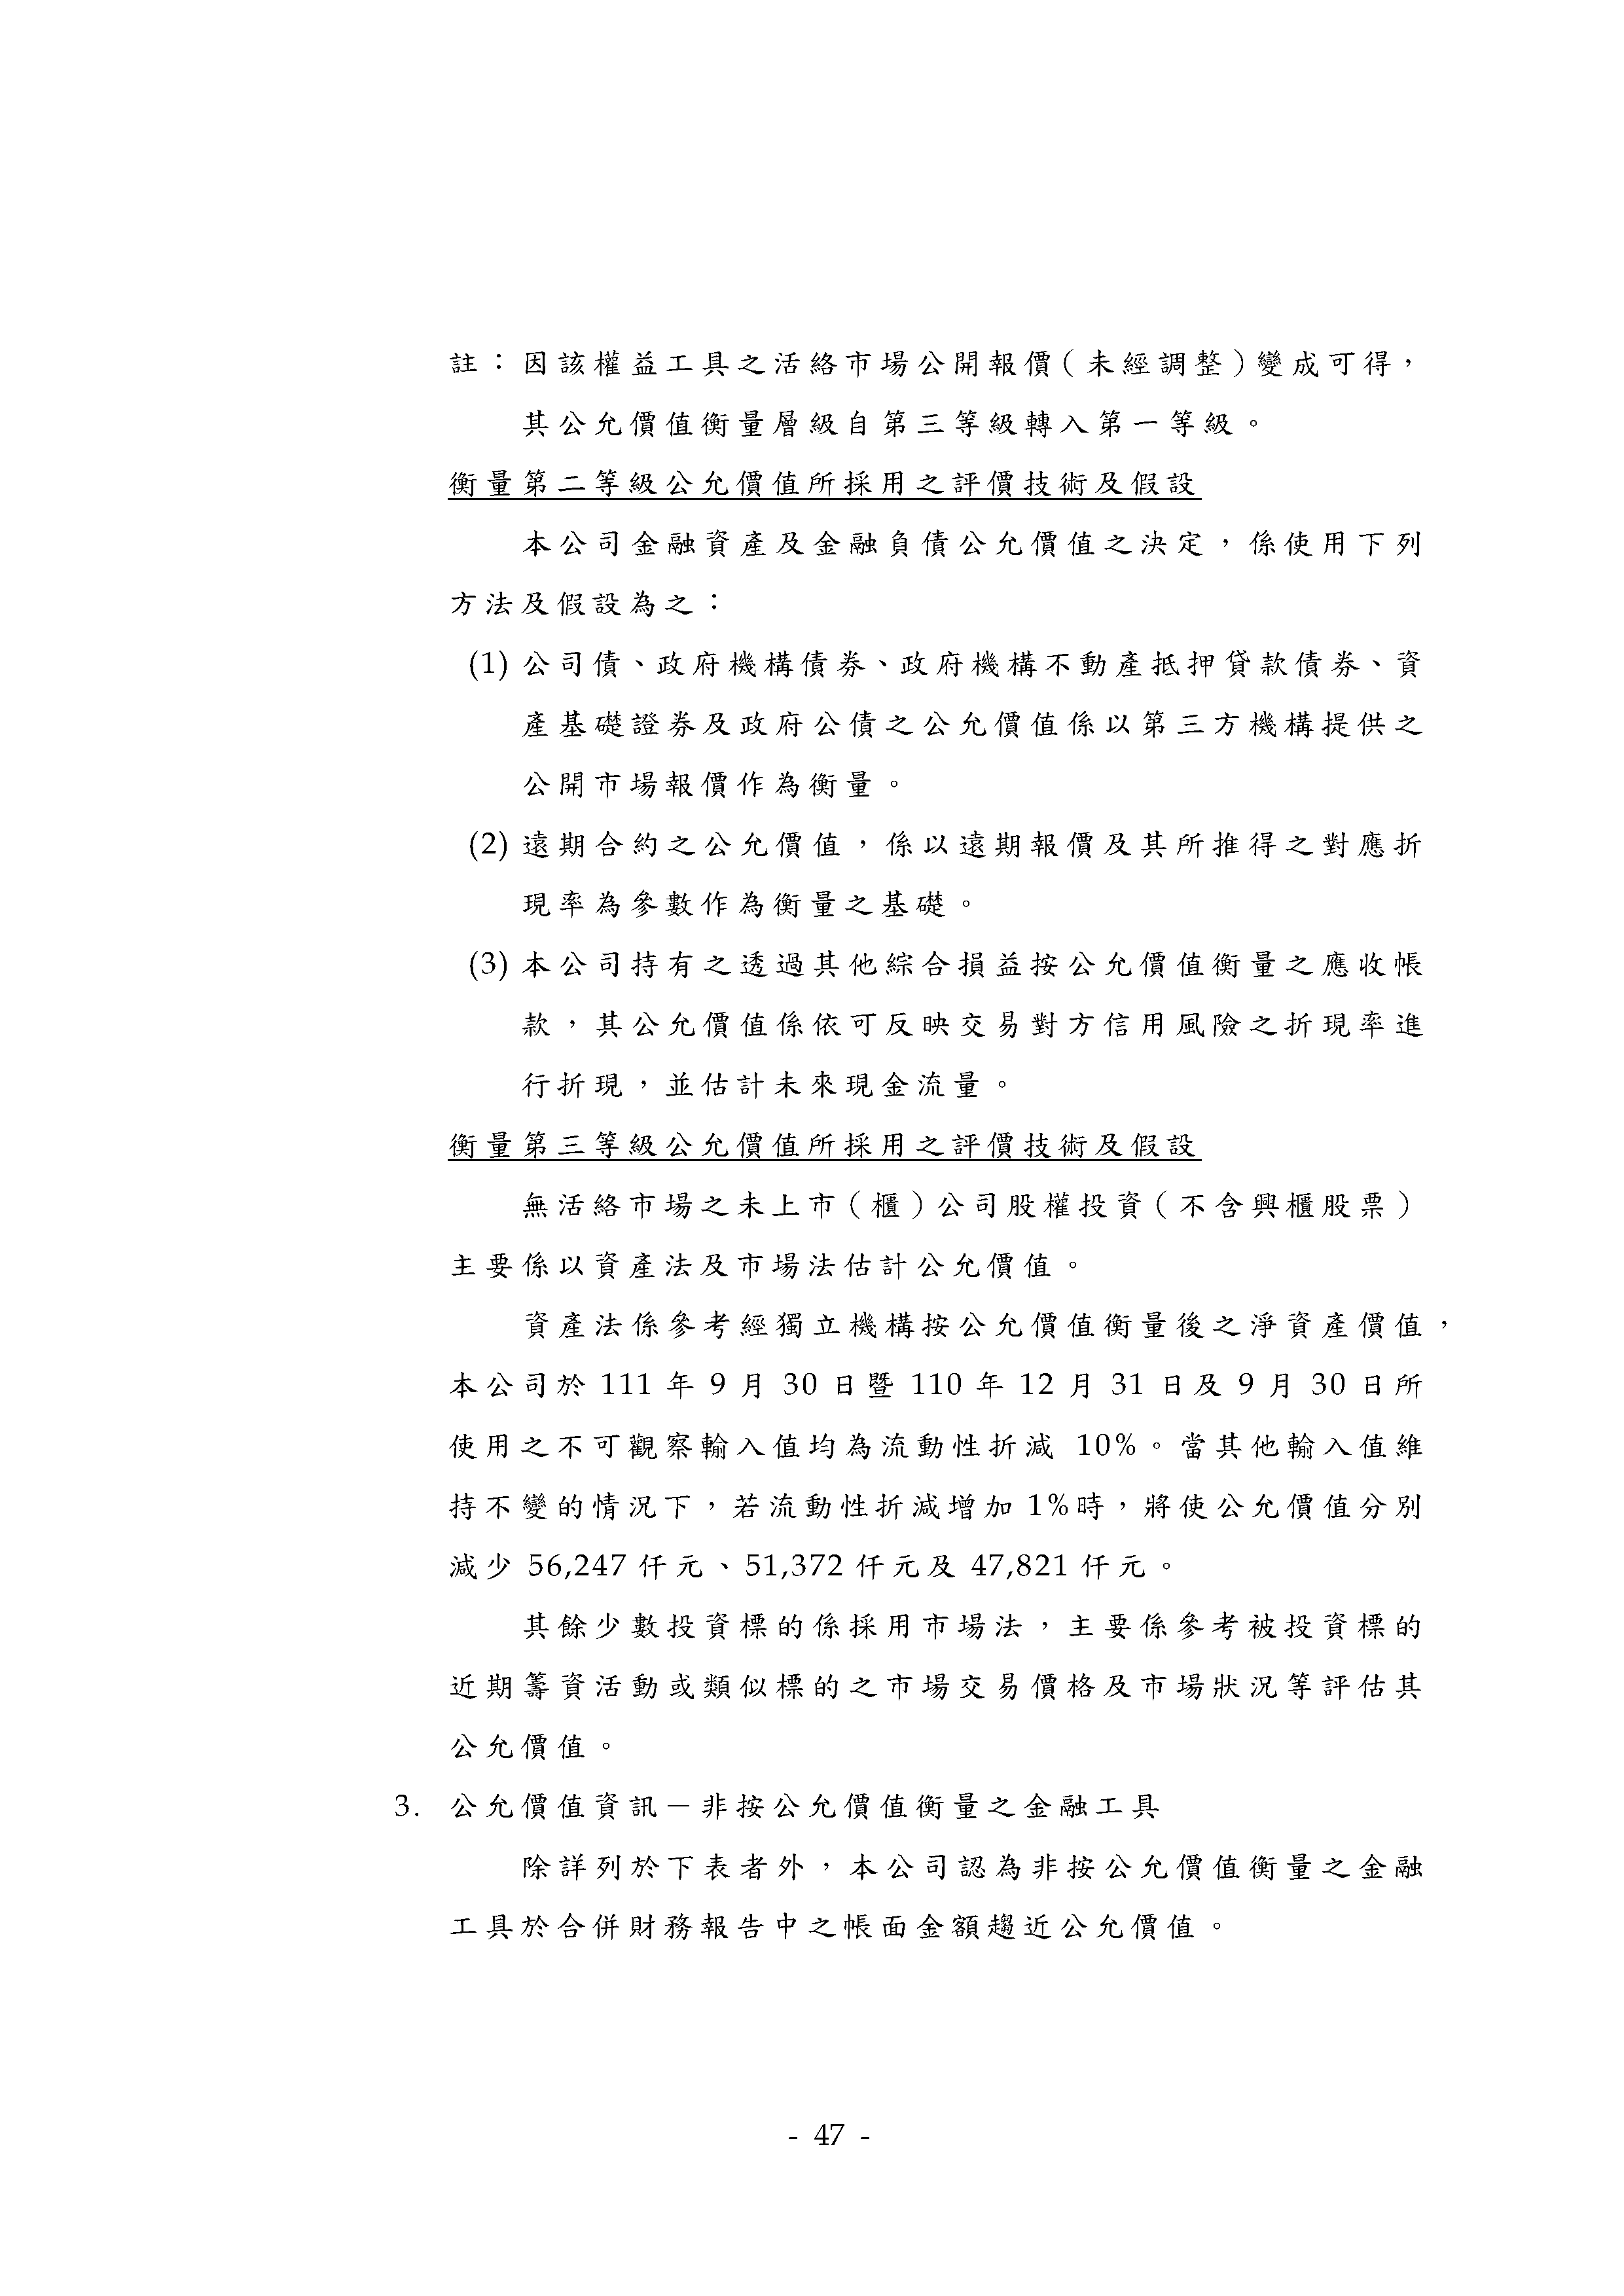 註：因該權益工具之活絡市場公開報價（未經調整）變成可得，
其公允價值衡量層級自第三等級轉入第一等級。
衡量第二等級公允價值所採用之評價技術及假設
本公司金融資產及金融負債公允價值之決定，係使用下列
方法及假設為之：
(1) 公司債、政府機構債券、政府機構不動產抵押貸款債券、資
產基礎證券及政府公債之公允價值係以第三方機構提供之
公開市場報價作為衡量。
(2) 遠期合約之公允價值，係以遠期報價及其所推得之對應折
現率為參數作為衡量之基礎。
(3) 本公司持有之透過其他綜合損益按公允價值衡量之應收帳
款，其公允價值係依可反映交易對方信用風險之折現率進
行折現，並估計未來現金流量。
衡量第三等級公允價值所採用之評價技術及假設
無活絡市場之未上市（櫃）公司股權投資（不含興櫃股票）
主要係以資產法及市場法估計公允價值。
資產法係參考經獨立機構按公允價值衡量後之淨資產價值，
本公司於 111 年 9 月 30 日暨 110 年 12 月 31 日及 9 月 30 日所
使用之不可觀察輸入值均為流動性折減 10%。當其他輸入值維
持不變的情況下，若流動性折減增加 1%時，將使公允價值分別
減少 56,247 仟元、51,372 仟元及 47,821 仟元。
其餘少數投資標的係採用市場法，主要係參考被投資標的
近期籌資活動或類似標的之市場交易價格及市場狀況等評估其
公允價值。
3. 公允價值資訊－非按公允價值衡量之金融工具
除詳列於下表者外，本公司認為非按公允價值衡量之金融
工具於合併財務報告中之帳面金額趨近公允價值。
- 47 -